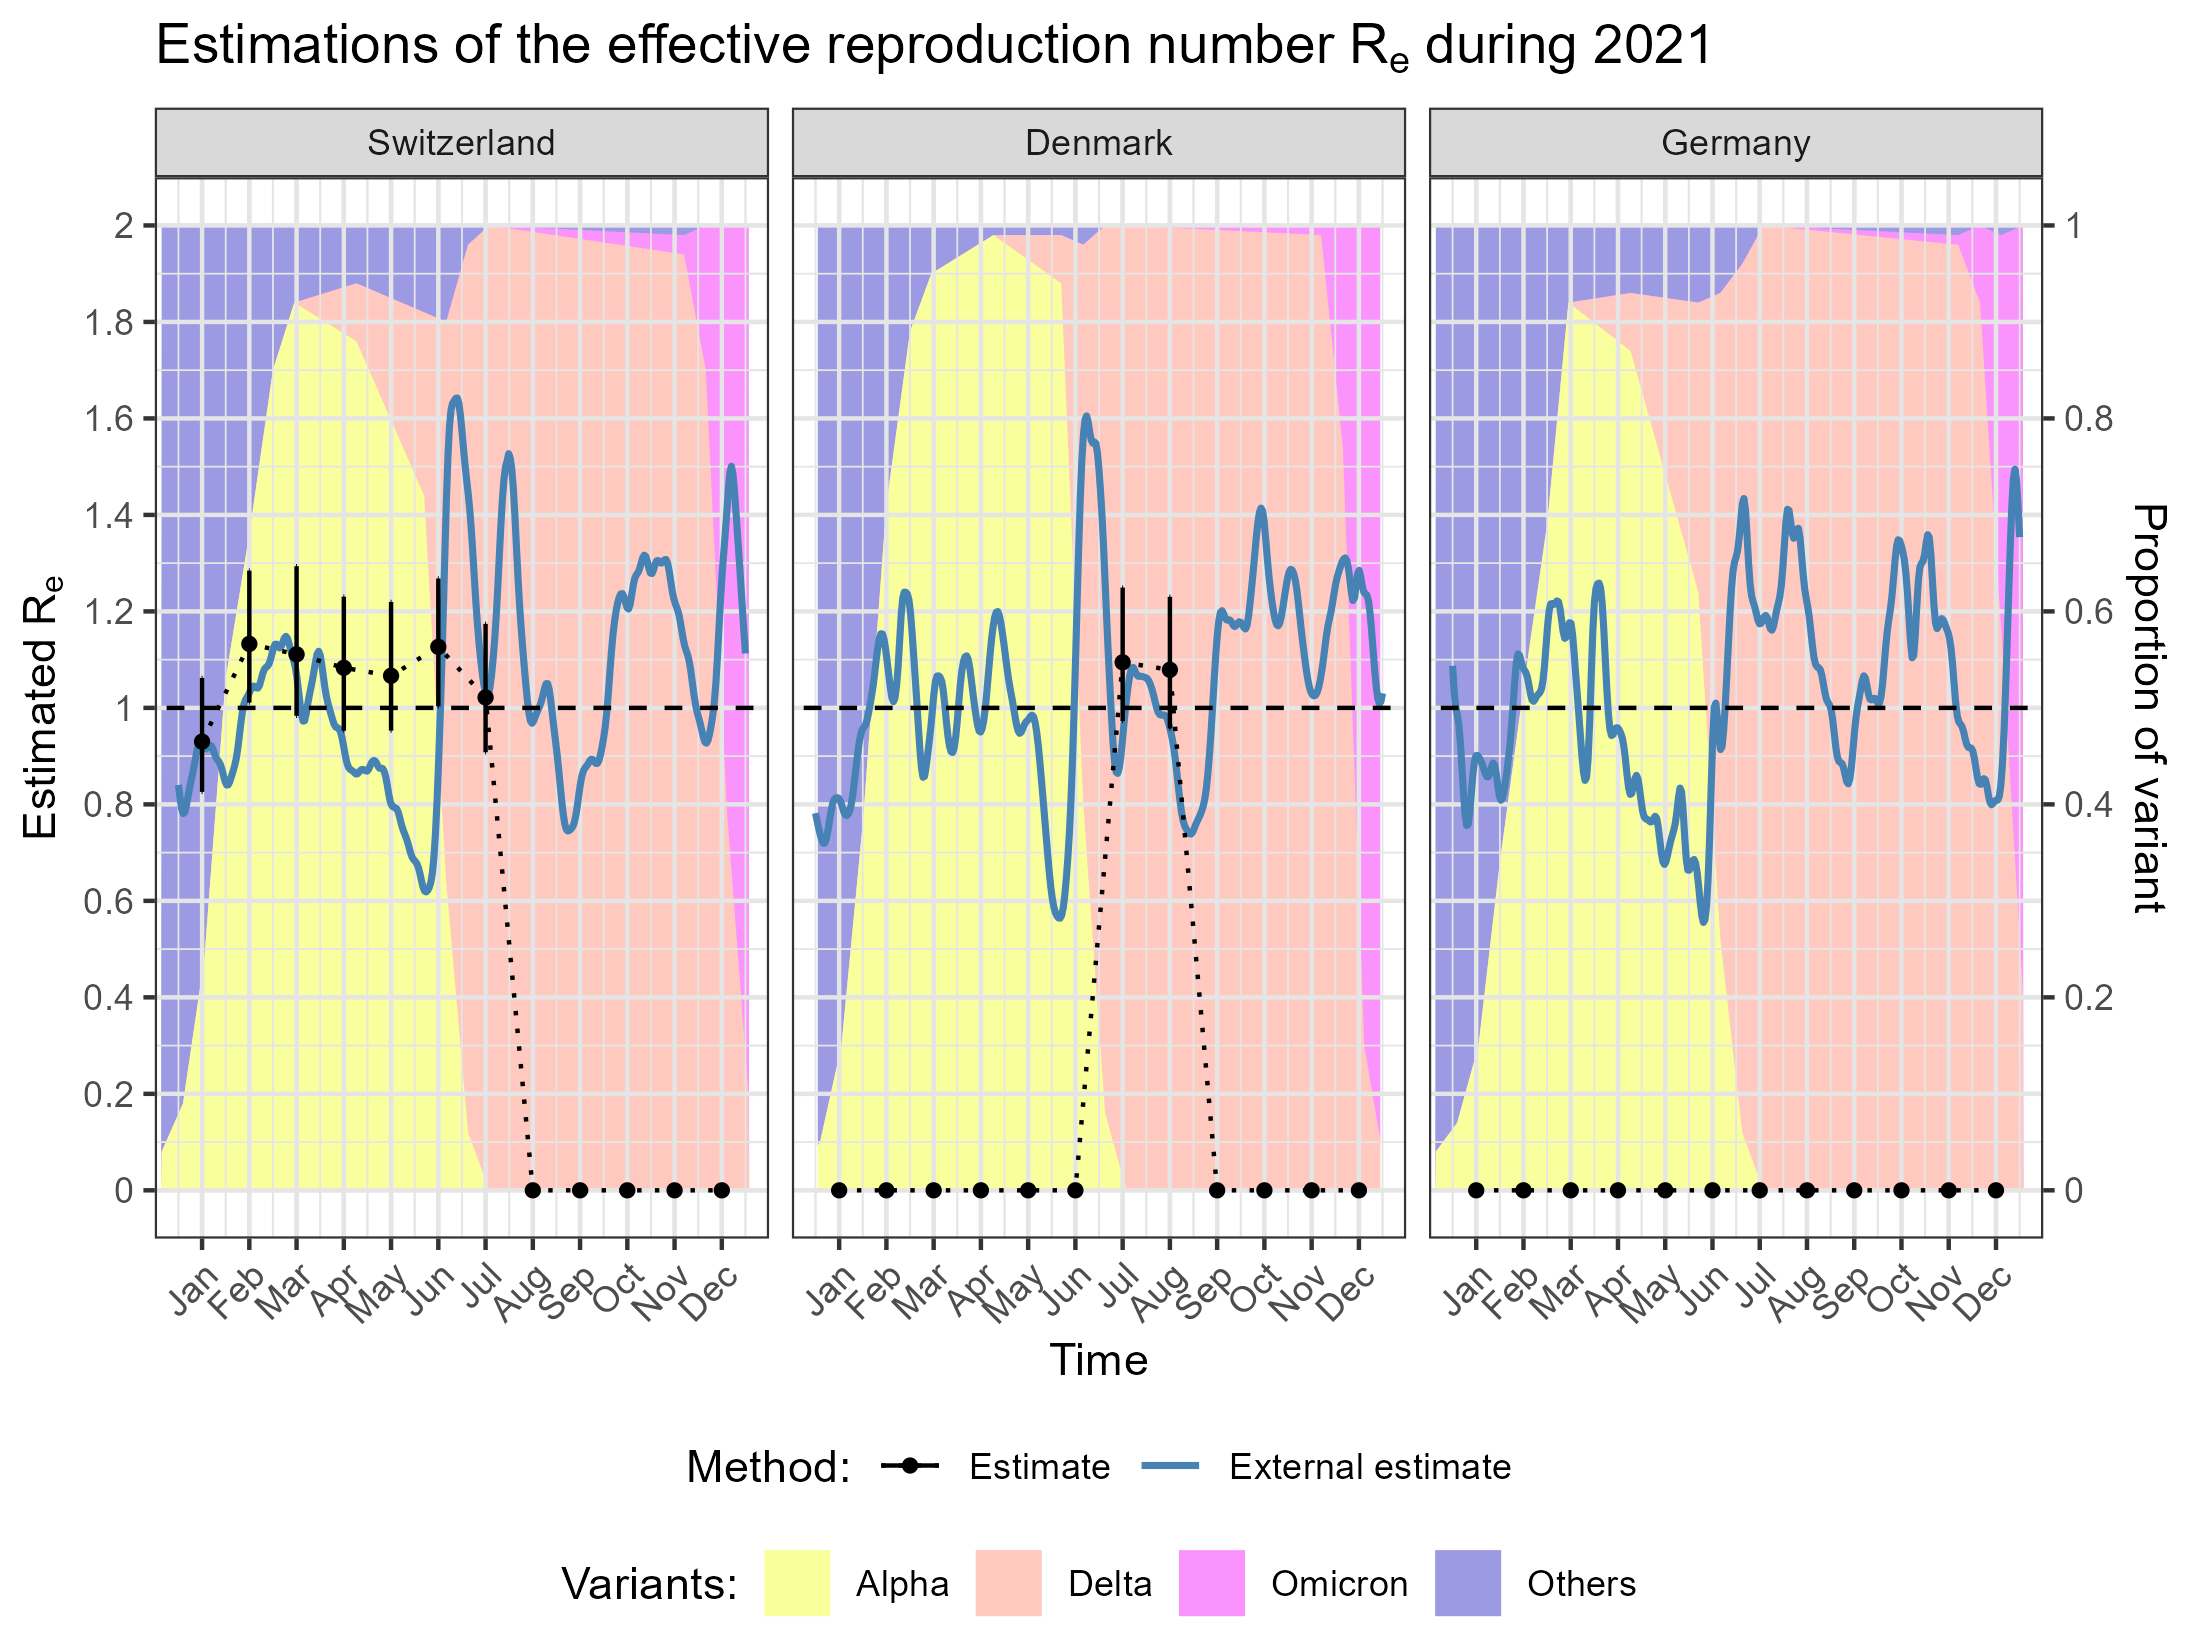 Estimations of the effective reproduction number Re during 2021
Switzerland
Denmark
Germany
Estimated Re
2
1.8
1.6
1.4
1.2
1
0.8
0.6
0.4
0.2
0
1
0.8
0.6
0.4
0.2
0
Proportion of variant
Jan Feb Mar Apr May Jun Jul Aug Sep Oct Nov Dec
Jan Feb Mar Apr May Jun Jul Aug Sep Oct Nov Dec
Jan Feb Mar Apr May Jun Jul Aug Sep Oct Nov Dec
Time
Method: Estimate External estimate
Variants: Alpha Delta Omicron Others